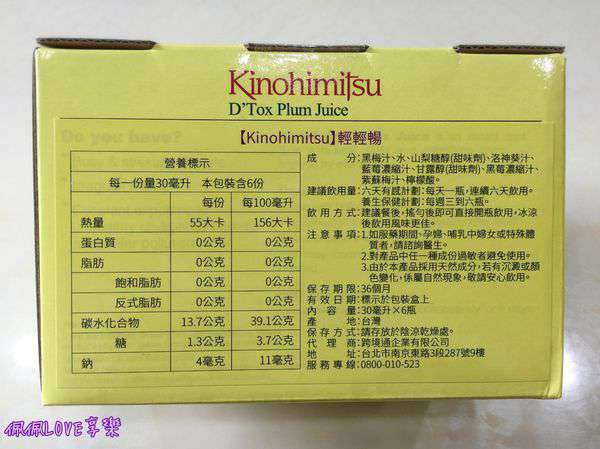 Kinohimitsu
D'Tox Plum Juice
【Kinohimitsu】輕輕暢
營養標示
每一份量30毫升 本包裝含6份
每份 每100毫升
熱量 55大卡 156大卡
蛋白質 0公克 0公克
脂肪 0公克 0公克
飽和脂肪 0公克 0公克
反式脂肪 0公克 0公克
碳水化合物 13.7公克 39.1公克
糖 1.3公克 3.7公克
鈉 4毫克 11毫克
成分:黑梅汁、水、山梨糖醇(甜味劑)、洛神葵汁、
藍莓濃縮汁、甘露醇(甜味劑)、黑莓濃縮汁、
紫蘇梅汁、檸檬酸。
建議飲用量:六天有感計劃:每天一瓶,連續六天飲用。
養生保健計劃:每週三到六瓶。
飲用方式:建議餐後,搖勻後即可直接開瓶飲用,冰涼
後飲用風味更佳。
注意事項:1.如服藥期間、孕婦、哺乳中婦女或特殊體
質者,請諮詢醫生。
2.對產品中任一種成份過敏者避免使用。
3.由於本產品採用天然成分,若有沉澱或顏
色變化,係屬自然現象,敬請安心飲用。
保存期限:36個月
有效日期:標示於包裝盒上
內容量:30毫升×6瓶
產地:台灣
保存方式:請存放於陰涼乾燥處。
代理商:跨境通企業有限公司
地址:台北市南京東路3段287號9樓
服務專線:0800-010-523
佩佩LOVE享樂